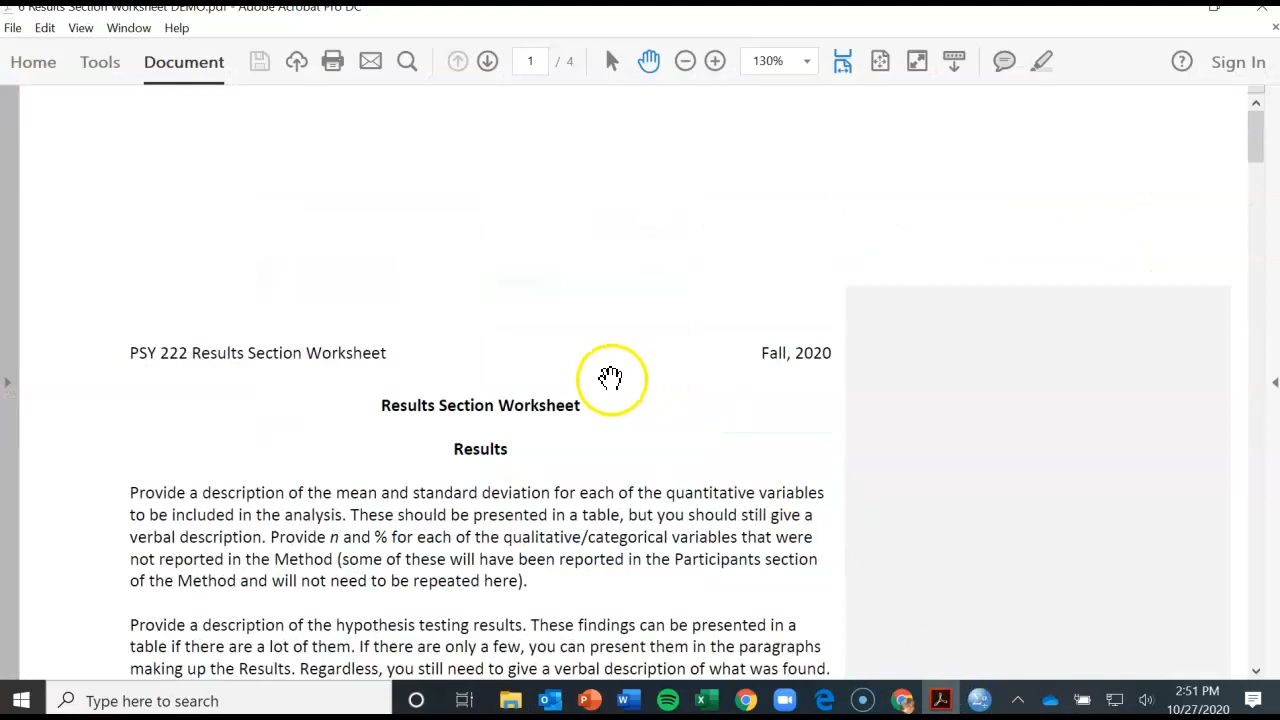 6 Results Section Worksheet DEMO.pdf - Adobe Acrobat Pro DC
File Edit View Window Help
Home Tools Document 1 / 4 130% Sign In
PSY 222 Results Section Worksheet Fall, 2020
Results Section Worksheet
Results
Provide a description of the mean and standard deviation for each of the quantitative variables
to be included in the analysis. These should be presented in a table, but you should still give a
verbal description. Provide n and % for each of the qualitative/categorical variables that were
not reported in the Method (some of these will have been reported in the Participants section
of the Method and will not need to be repeated here).
Provide a description of the hypothesis testing results. These findings can be presented in a
table if there are a lot of them. If there are only a few, you can present them in the paragraphs
making up the Results. Regardless, you still need to give a verbal description of what was found.
Type here to search
2:51 PM
10/27/2020